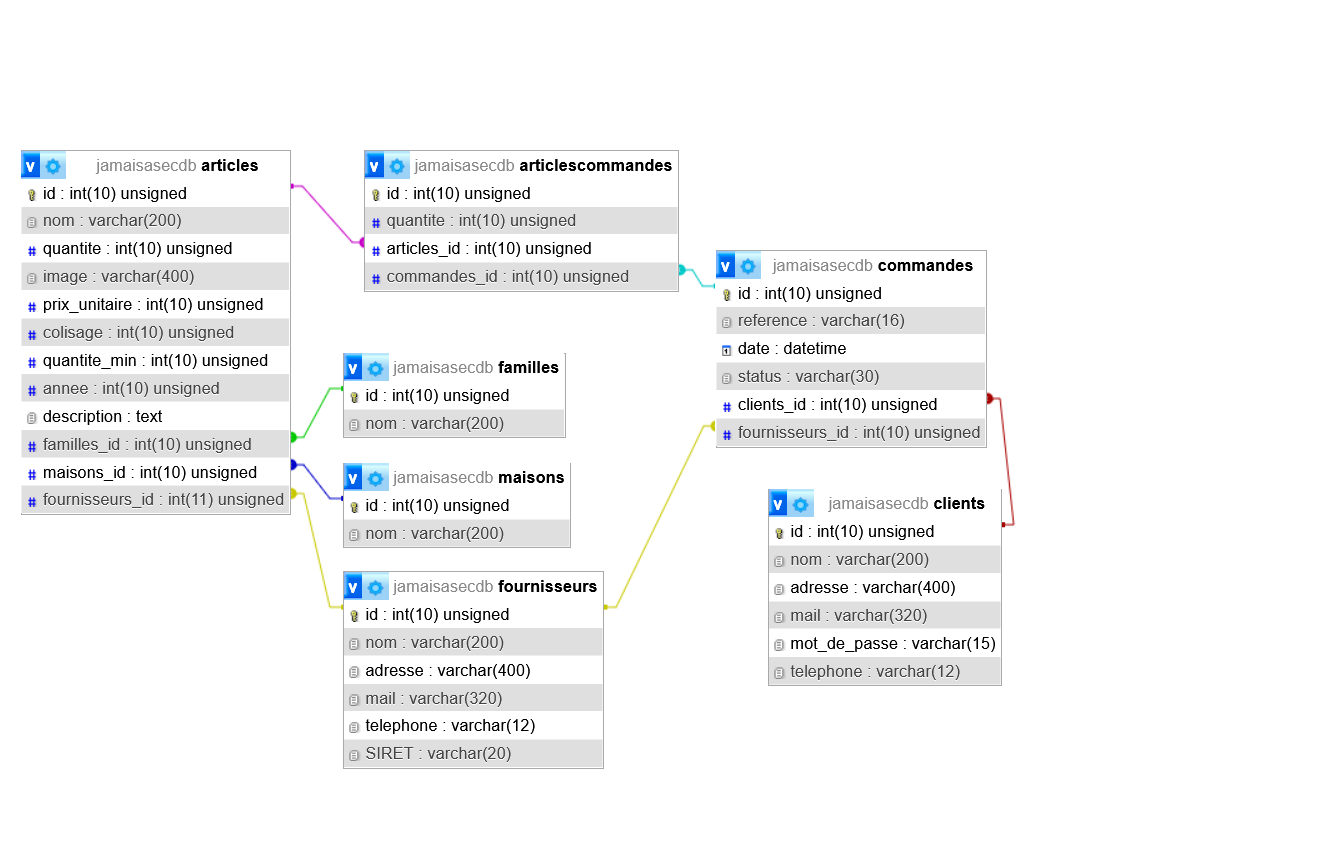 v jamaisasecdb articles
id : int(10) unsigned
nom : varchar(200)
# quantite : int(10) unsigned
image : varchar(400)
# prix_unitaire : int(10) unsigned
# colisage : int(10) unsigned
# quantite_min : int(10) unsigned
# annee : int(10) unsigned
description : text
# familles_id : int(10) unsigned
# maisons_id : int(10) unsigned
# fournisseurs_id : int(11) unsigned
v jamaisasecdb articlescommandes
id : int(10) unsigned
# quantite : int(10) unsigned
# articles_id : int(10) unsigned
# commandes_id : int(10) unsigned
v jamaisasecdb familles
id : int(10) unsigned
nom : varchar(200)
v jamaisasecdb maisons
id : int(10) unsigned
nom : varchar(200)
v jamaisasecdb fournisseurs
id : int(10) unsigned
nom : varchar(200)
adresse : varchar(400)
mail : varchar(320)
telephone : varchar(12)
SIRET : varchar(20)
v jamaisasecdb commandes
id : int(10) unsigned
reference : varchar(16)
date : datetime
status : varchar(30)
# clients_id : int(10) unsigned
# fournisseurs_id : int(10) unsigned
v jamaisasecdb clients
id : int(10) unsigned
nom : varchar(200)
adresse : varchar(400)
mail : varchar(320)
mot_de_passe : varchar(15)
telephone : varchar(12)